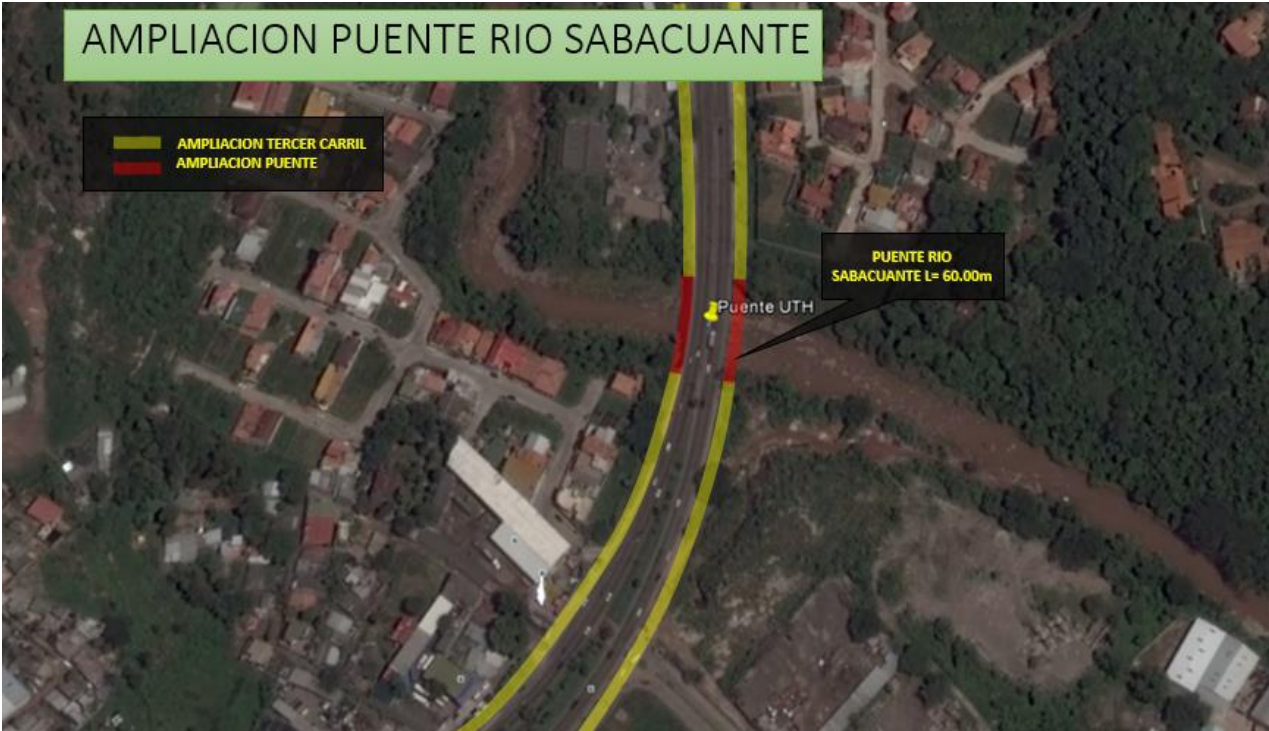 AMPLIACION PUENTE RIO SABACUANTE
AMPLIACION TERCER CARRIL
AMPLIACION PUENTE
PUENTE RIO
SABACUANTE L= 60.00m
Puente UTH